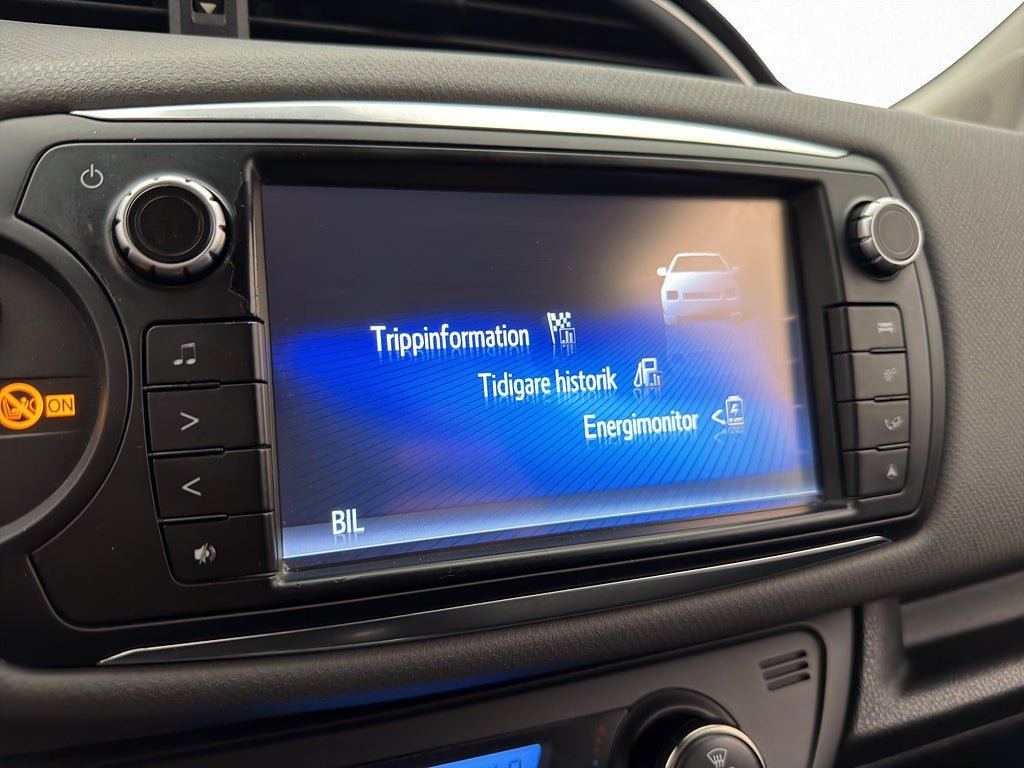 Trippinformation
Tidigare historik
Energimonitor
ON
BIL